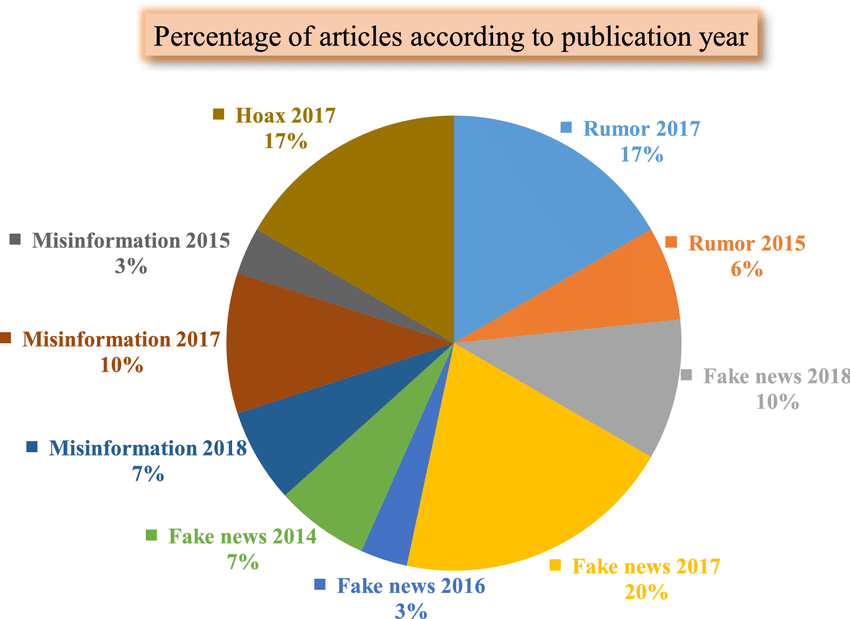 Percentage of articles according to publication year
Hoax 2017
17%
Rumor 2017
17%
Misinformation 2015
3%
Rumor 2015
6%
Misinformation 2017
10%
Fake news 2018
10%
Misinformation 2018
7%
Fake news 2014
7%
Fake news 2016
3%
Fake news 2017
20%